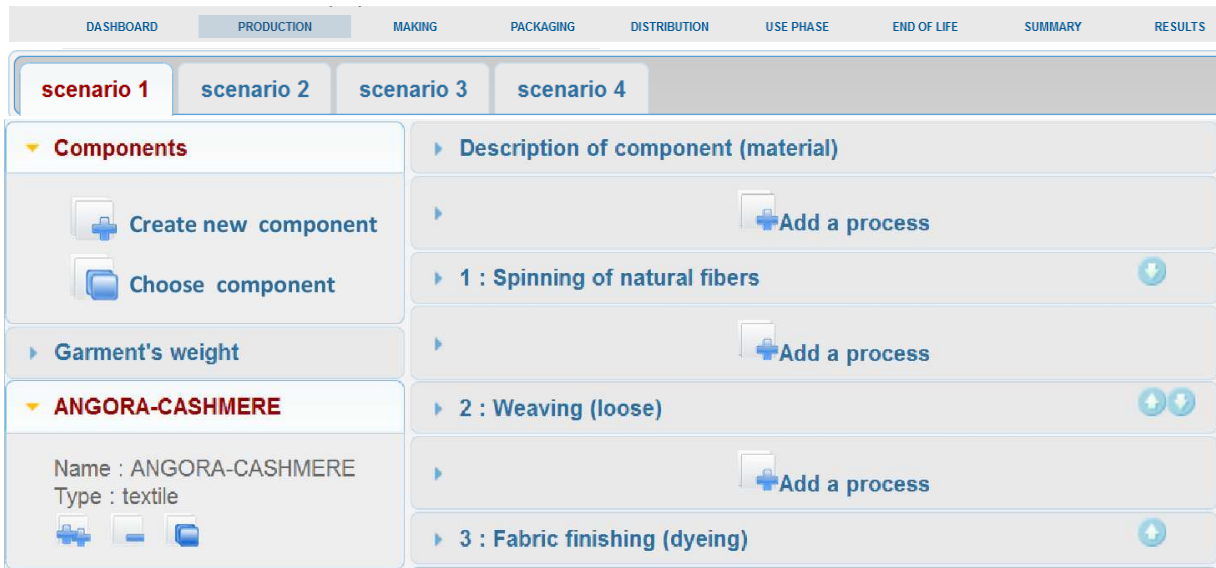 DASHBOARD PRODUCTION MAKING PACKAGING DISTRIBUTION USE PHASE END OF LIFE SUMMARY RESULTS
scenario 1 scenario 2 scenario 3 scenario 4
Components
Create new component
Choose component
Garment's weight
ANGORA-CASHMERE
Name : ANGORA-CASHMERE
Type : textile
Description of component (material)
Add a process
1 : Spinning of natural fibers
Add a process
2 : Weaving (loose)
Add a process
3 : Fabric finishing (dyeing)